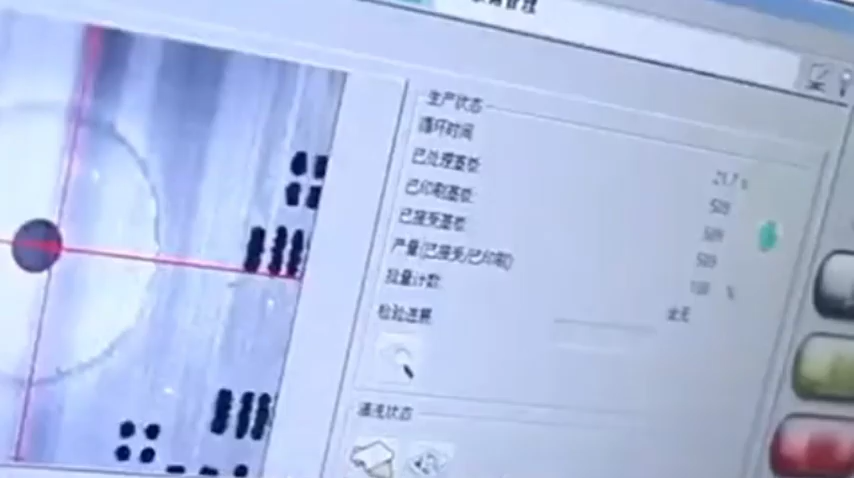 管理
生产状态
循环时间 21.7 s
已处理基板 509
已印刷基板 509
已接受基板 509
产量(已接受/已印刷) 100 %
批量计数
检验进展
清洗状态